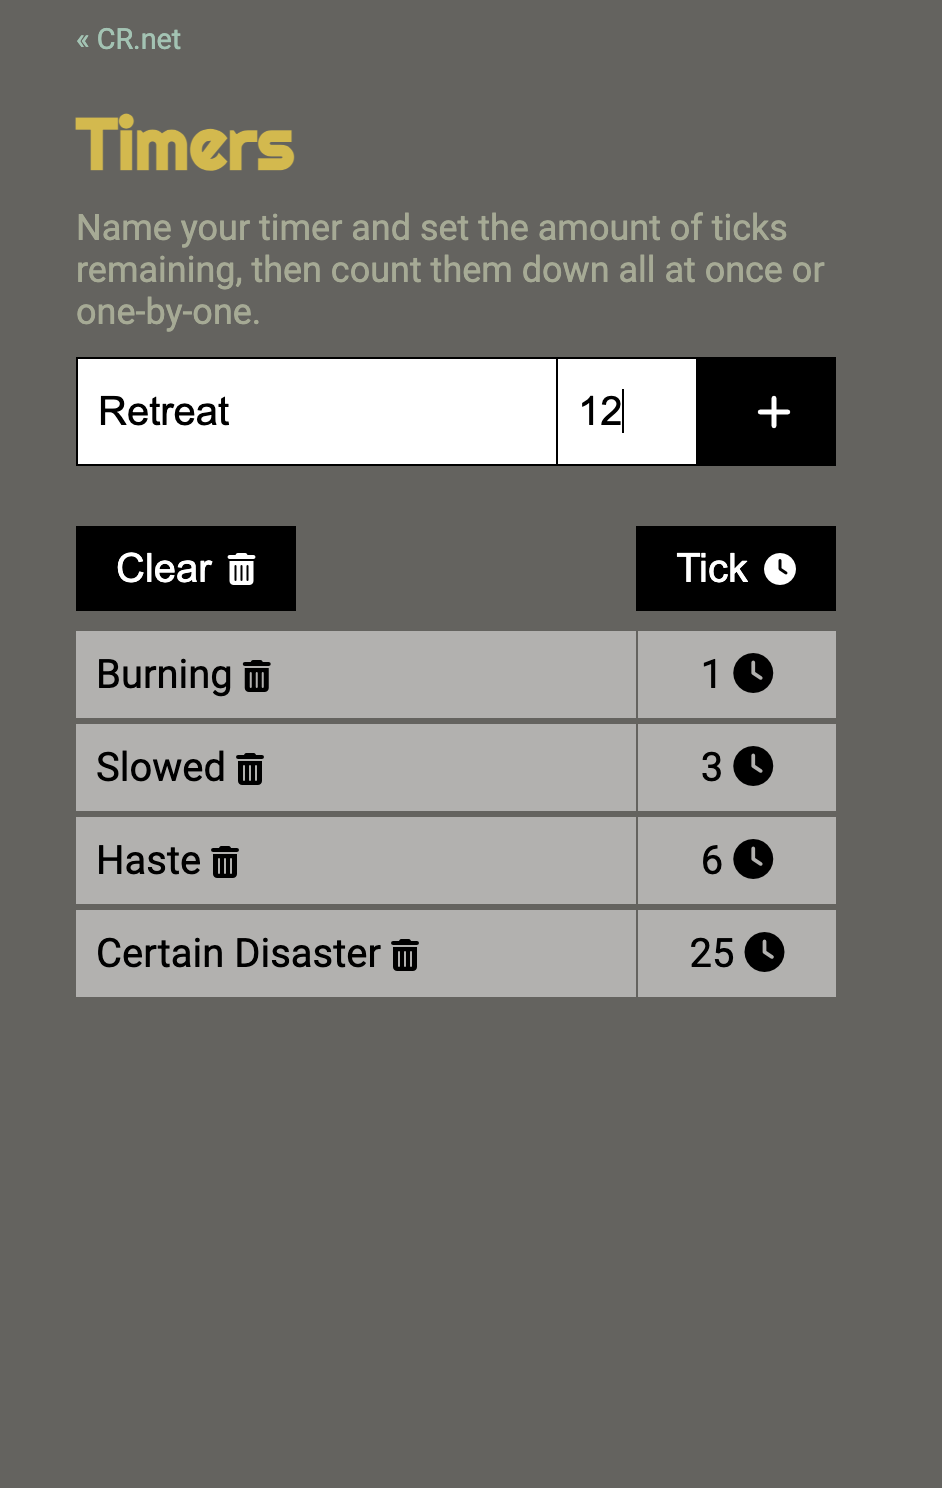 « CR.net
Timers
Name your timer and set the amount of ticks
remaining, then count them down all at once or
one-by-one.
Retreat 12 +
Clear Tick
Burning 1
Slowed 3
Haste 6
Certain Disaster 25